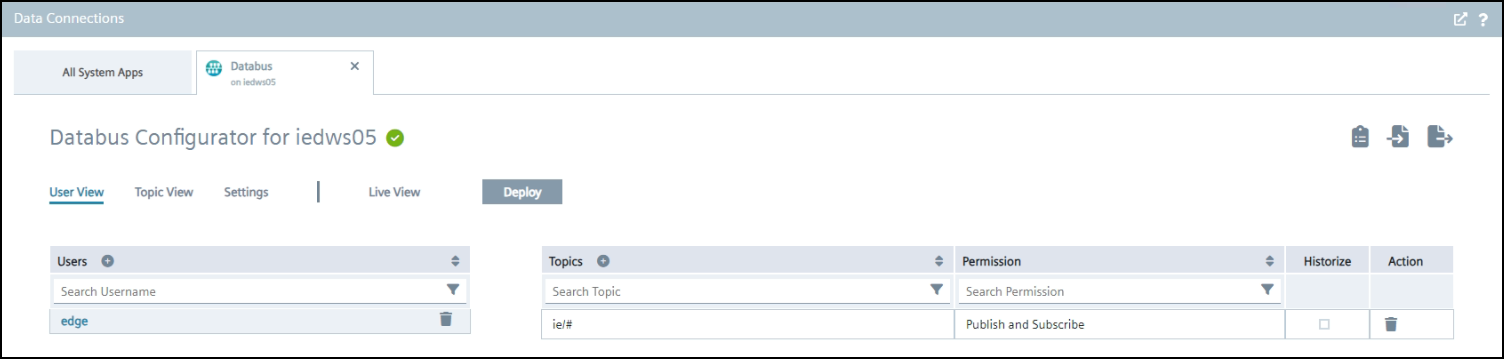 Data Connections
?
All System Apps
Databus
on iedws05
Databus Configurator for iedws05
User View Topic View Settings Live View Deploy
Users Topics Permission Historize Action
Search Username Search Topic Search Permission
edge ie/# Publish and Subscribe